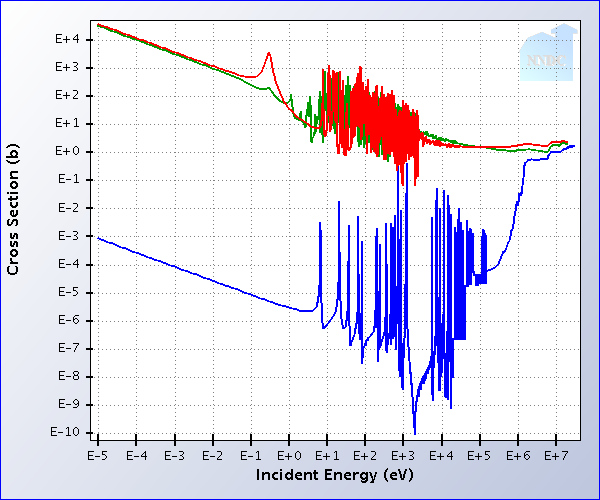 NNDC
E+4
E+3
E+2
E+1
E+0
E-1
E-2
E-3
E-4
E-5
E-6
E-7
E-8
E-9
E-10
Cross Section (b)
E-5 E-4 E-3 E-2 E-1 E+0 E+1 E+2 E+3 E+4 E+5 E+6 E+7
Incident Energy (eV)